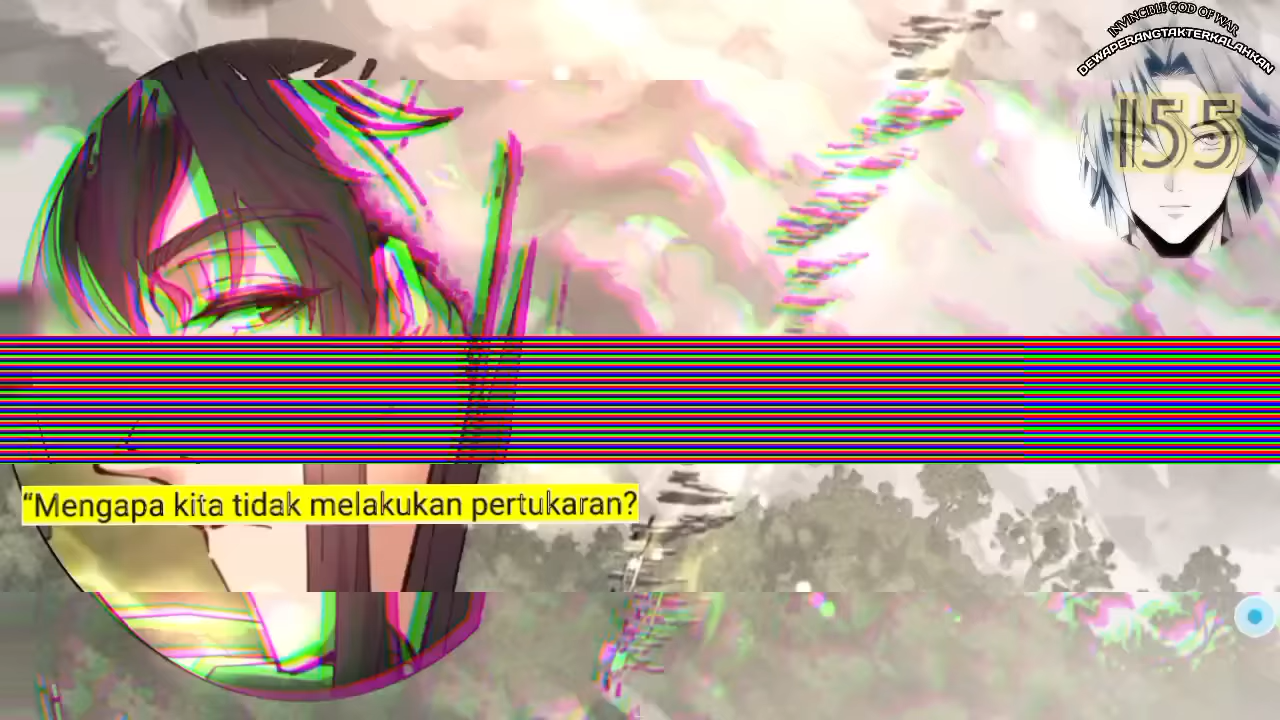 INVINCIBLE GOD OF WAR
DEWAPERANGTAKTERKALAHKAN
155
“Mengapa kita tidak melakukan pertukaran?